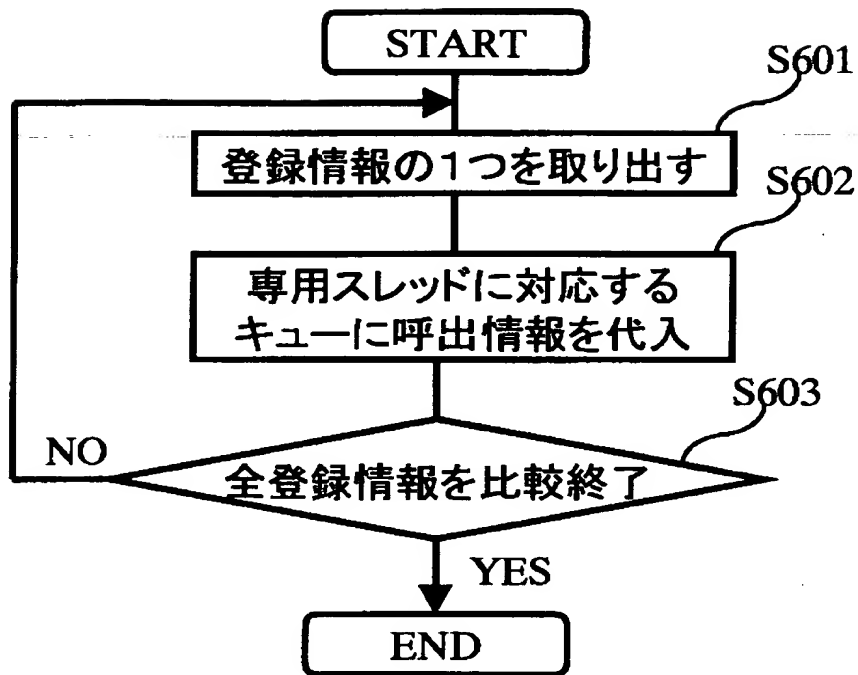 START
S601
登録情報の1つを取り出す
S602
専用スレッドに対応する
キューに呼出情報を代入
S603
NO
全登録情報を比較終了
YES
END